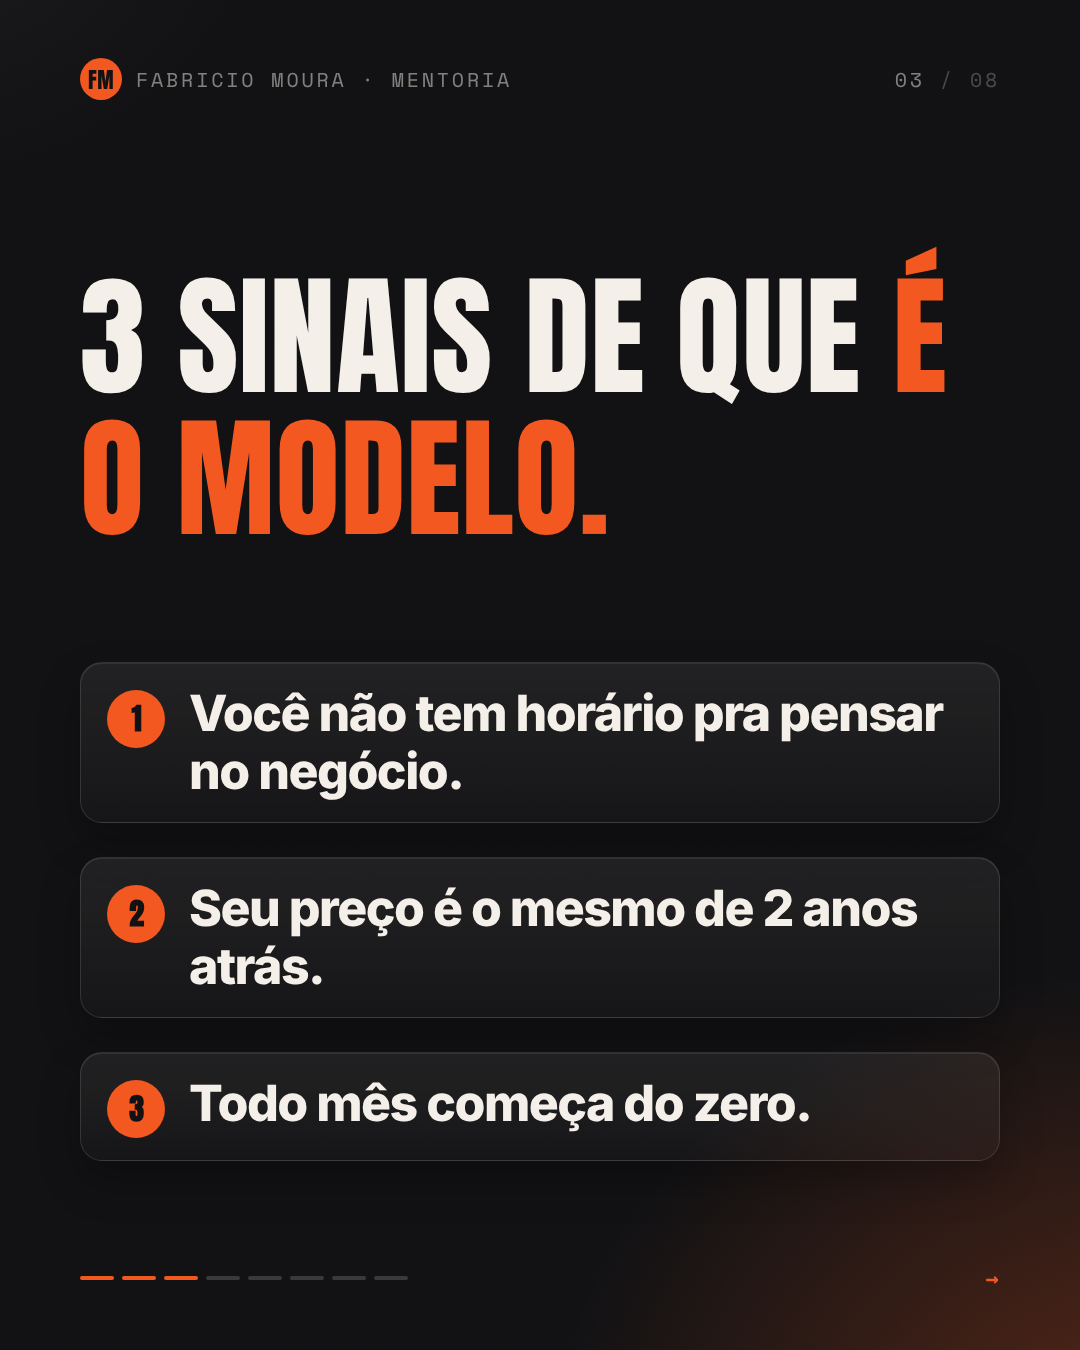 FM FABRICIO MOURA · MENTORIA 03 / 08
3 SINAIS DE QUE É
O MODELO.
1 Você não tem horário pra pensar
no negócio.
2 Seu preço é o mesmo de 2 anos
atrás.
3 Todo mês começa do zero.
→